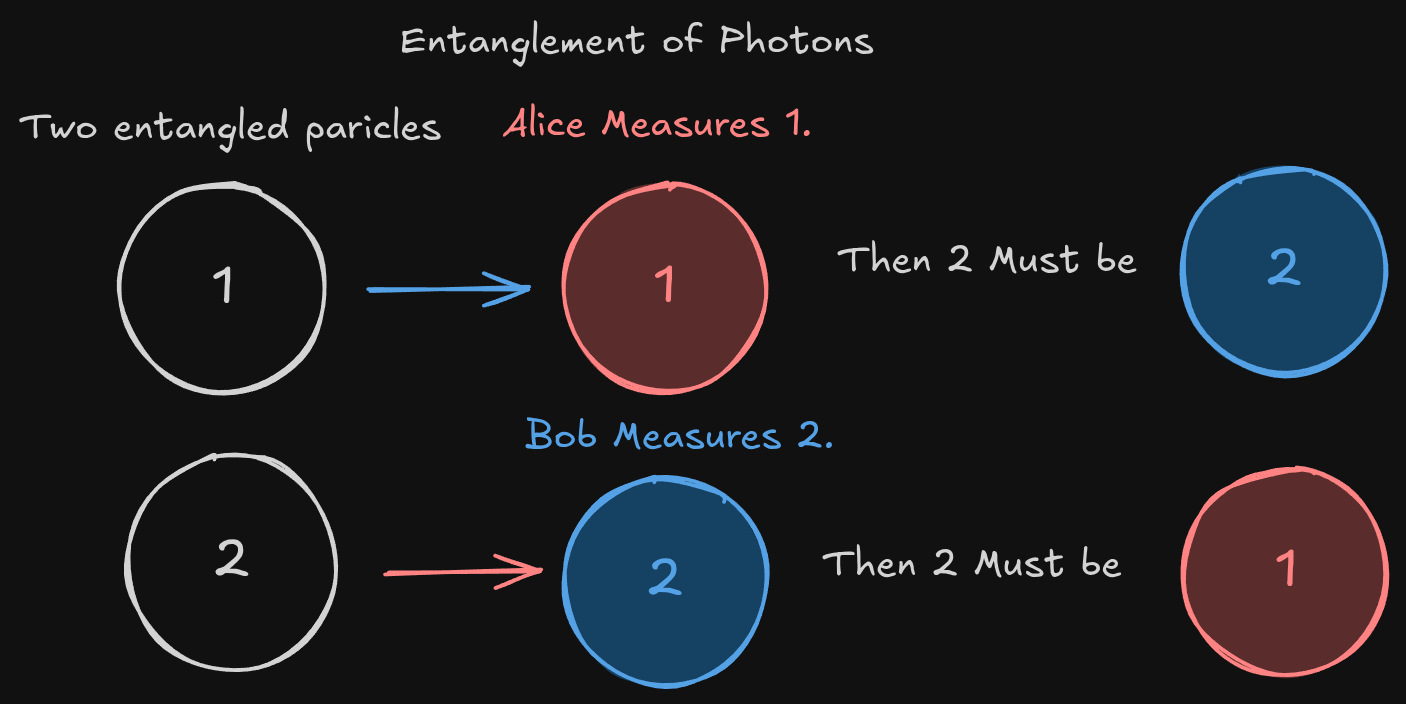 Entanglement of Photons
Two entangled paricles
Alice Measures 1.
1
1
Then 2 Must be
2
Bob Measures 2.
2
2
Then 2 Must be
1